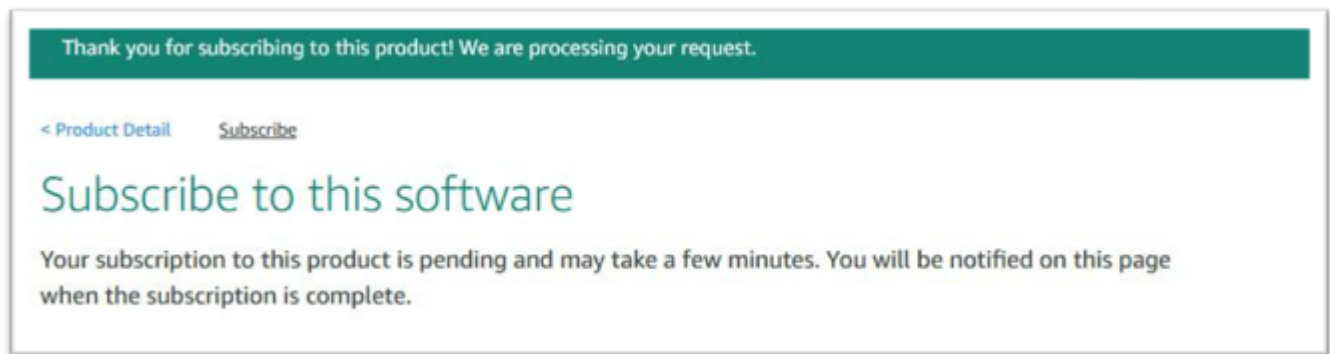 Thank you for subscribing to this product! We are processing your request.
< Product Detail Subscribe
Subscribe to this software
Your subscription to this product is pending and may take a few minutes. You will be notified on this page
when the subscription is complete.